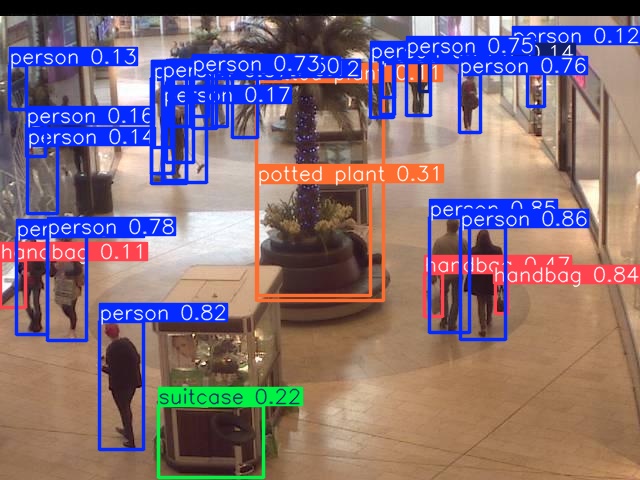 person 0.12
person 0.75
0.14
person 0.13
person 0.73
person 0.76
0.17
person 0.16
person 0.14
potted plant 0.31
person 0.85
person 0.86
person 0.78
handbag 0.11
handbag 0.47
handbag 0.84
person 0.82
suitcase 0.22